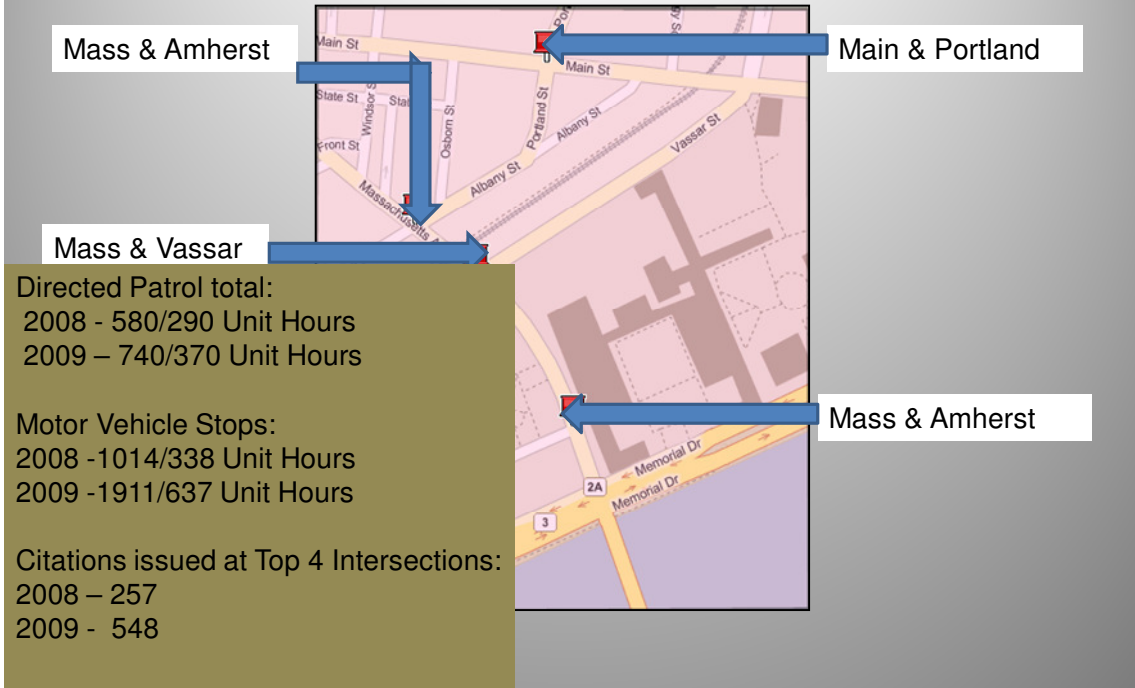 Mass & Amherst
Main & Portland
Main St
Main St
State St
Windsor S
Osborn St
Portland St
Albany St
Front St
Vassar St
Albany St
Massachusetts A
Mass & Vassar
Directed Patrol total:
2008 - 580/290 Unit Hours
2009 – 740/370 Unit Hours
Motor Vehicle Stops:
2008 -1014/338 Unit Hours
2009 -1911/637 Unit Hours
Citations issued at Top 4 Intersections:
2008 – 257
2009 - 548
Mass & Amherst
Memorial Dr
2A
Memorial Dr
3